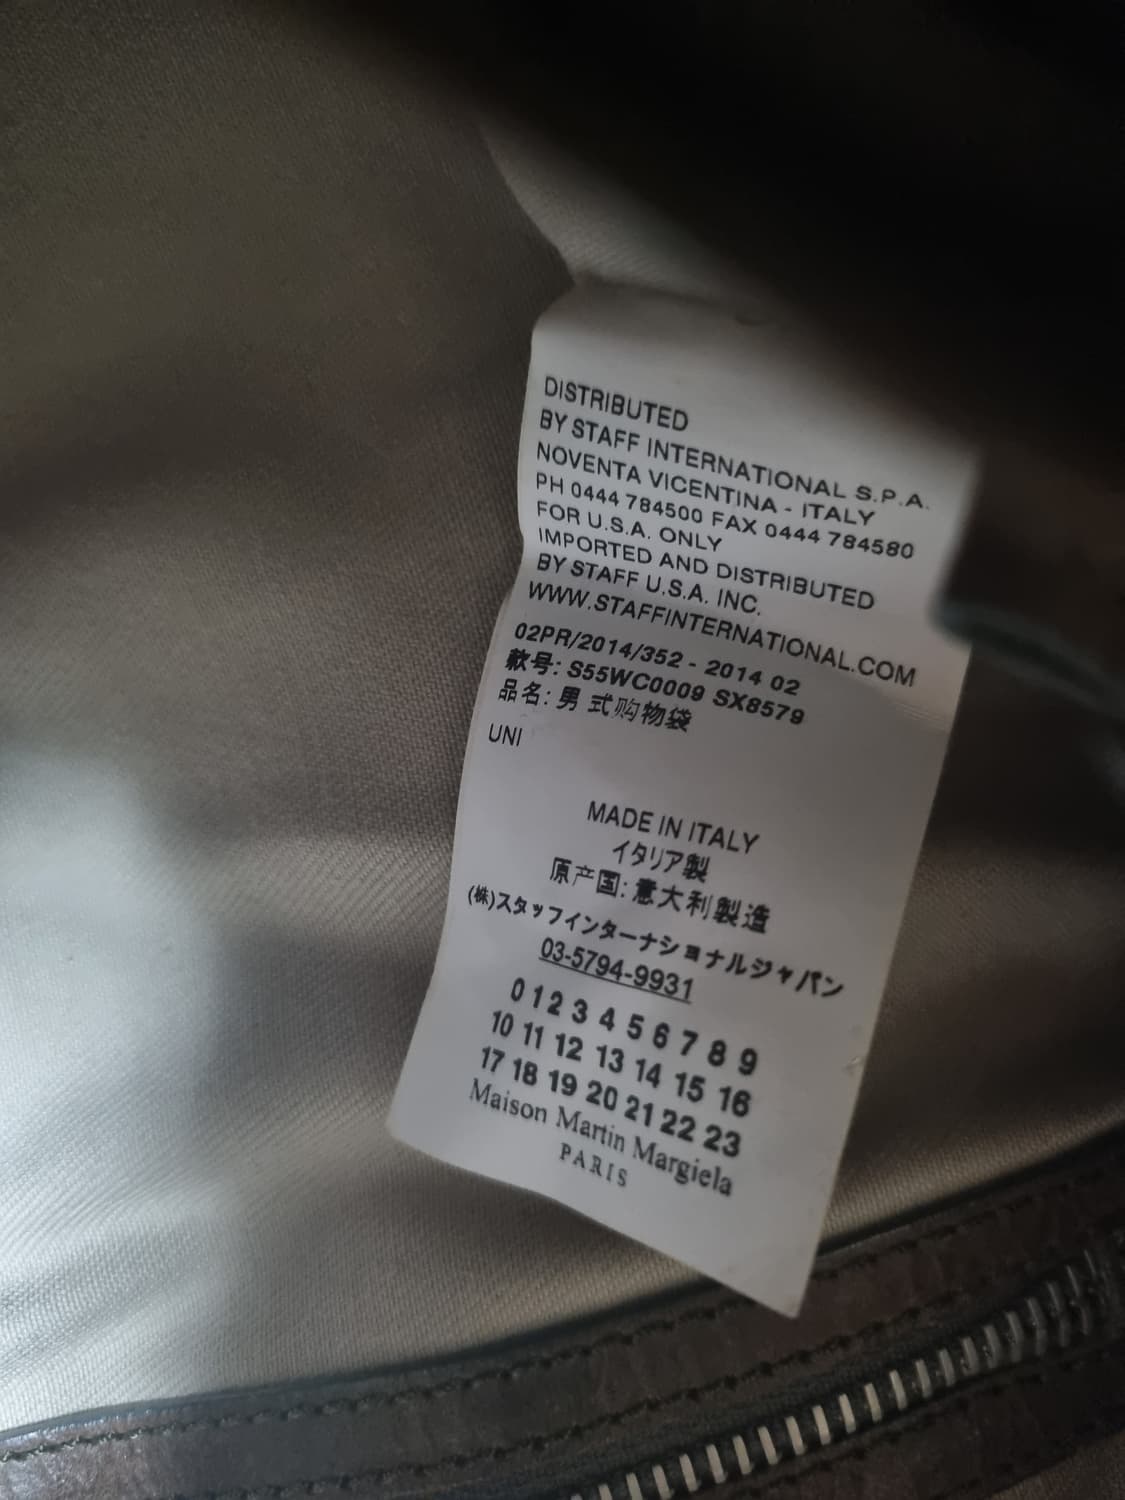 DISTRIBUTED
BY STAFF INTERNATIONAL S.P.A.
NOVENTA VICENTINA - ITALY
PH 0444 784500 FAX 0444 784580
FOR U.S.A. ONLY
IMPORTED AND DISTRIBUTED
BY STAFF U.S.A. INC.
WWW.STAFFINTERNATIONAL.COM
02PR/2014/352 - 2014 02
款号: S55WC0009 SX8579
品名: 男 式购物袋
UNI
MADE IN ITALY
イタリア製
原产国: 意大利製造
(株)スタッフインターナショナルジャパン
03-5794-9931
0 1 2 3 4 5 6 7 8 9
10 11 12 13 14 15 16
17 18 19 20 21 22 23
Maison Martin Margiela
PARIS